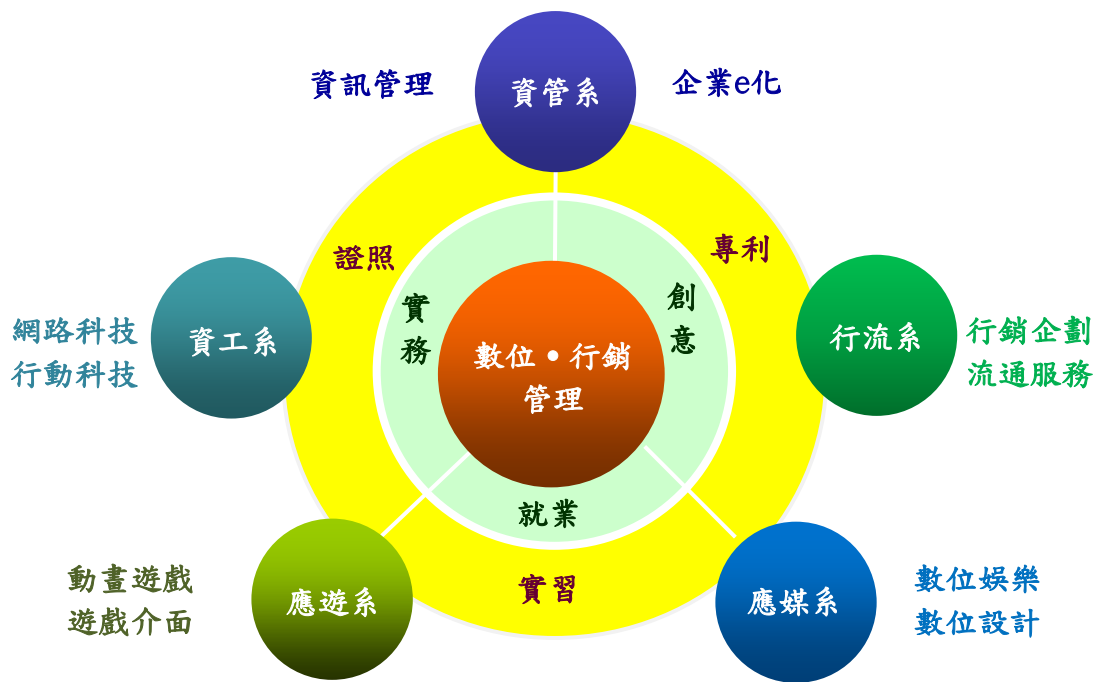 資訊管理
資管系
企業e化
證照
專利
實務
創意
網路科技
行動科技
資工系
數位•行銷
管理
行流系
行銷企劃
流通服務
就業
實習
動畫遊戲
遊戲介面
應遊系
應媒系
數位娛樂
數位設計